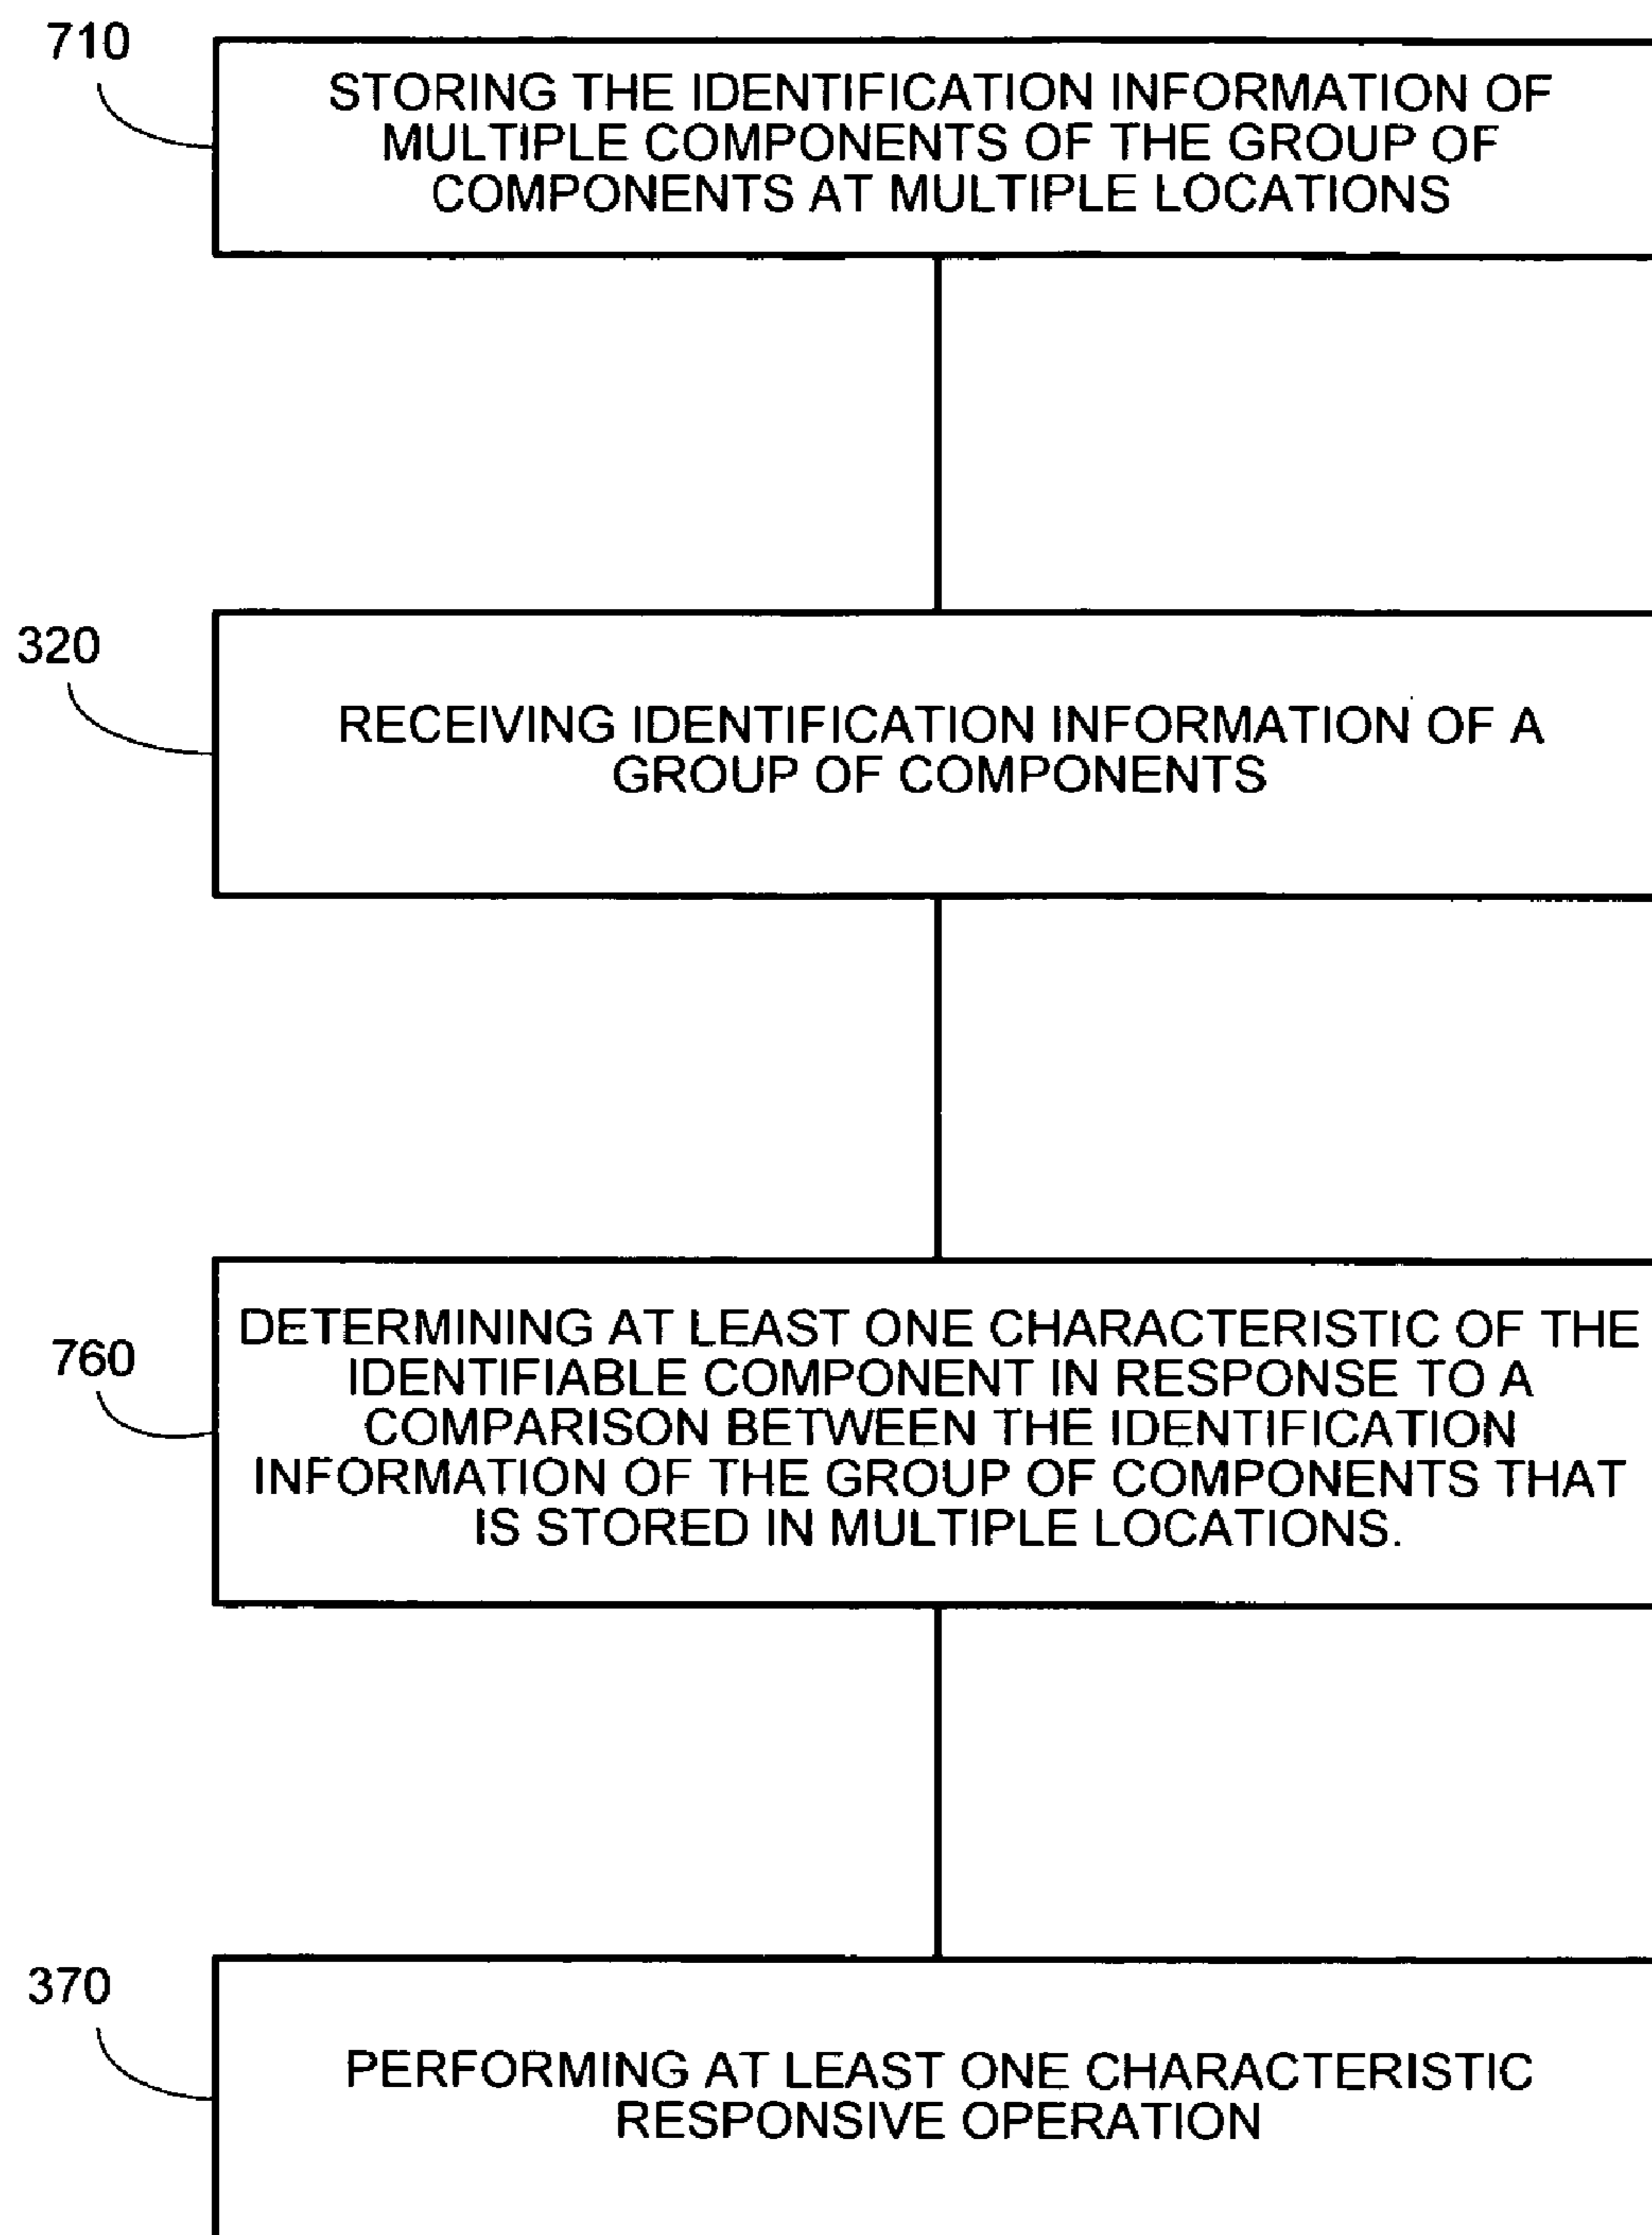 710
STORING THE IDENTIFICATION INFORMATION OF
MULTIPLE COMPONENTS OF THE GROUP OF
COMPONENTS AT MULTIPLE LOCATIONS
320
RECEIVING IDENTIFICATION INFORMATION OF A
GROUP OF COMPONENTS
760
DETERMINING AT LEAST ONE CHARACTERISTIC OF THE
IDENTIFIABLE COMPONENT IN RESPONSE TO A
COMPARISON BETWEEN THE IDENTIFICATION
INFORMATION OF THE GROUP OF COMPONENTS THAT
IS STORED IN MULTIPLE LOCATIONS.
370
PERFORMING AT LEAST ONE CHARACTERISTIC
RESPONSIVE OPERATION